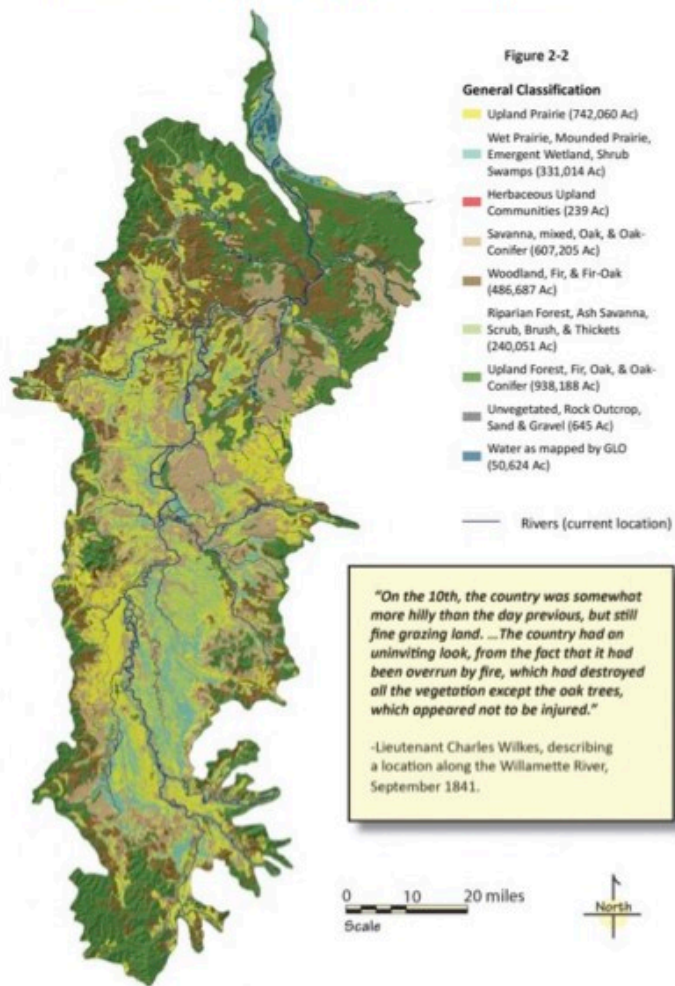 Figure 2-2
General Classification
Upland Prairie (742,060 Ac)
Wet Prairie, Mounded Prairie,
Emergent Wetland, Shrub
Swamps (331,014 Ac)
Herbaceous Upland
Communities (239 Ac)
Savanna, mixed, Oak, & Oak-
Conifer (607,205 Ac)
Woodland, Fir, & Fir-Oak
(486,687 Ac)
Riparian Forest, Ash Savanna,
Scrub, Brush, & Thickets
(240,051 Ac)
Upland Forest, Fir, Oak, & Oak-
Conifer (938,188 Ac)
Unvegetated, Rock Outcrop,
Sand & Gravel (645 Ac)
Water as mapped by GLO
(50,624 Ac)
Rivers (current location)
"On the 10th, the country was somewhat
more hilly than the day previous, but still
fine grazing land. ...The country had an
uninviting look, from the fact that it had
been overrun by fire, which had destroyed
all the vegetation except the oak trees,
which appeared not to be injured."
-Lieutenant Charles Wilkes, describing
a location along the Willamette River,
September 1841.
0 10 20 miles
Scale
North